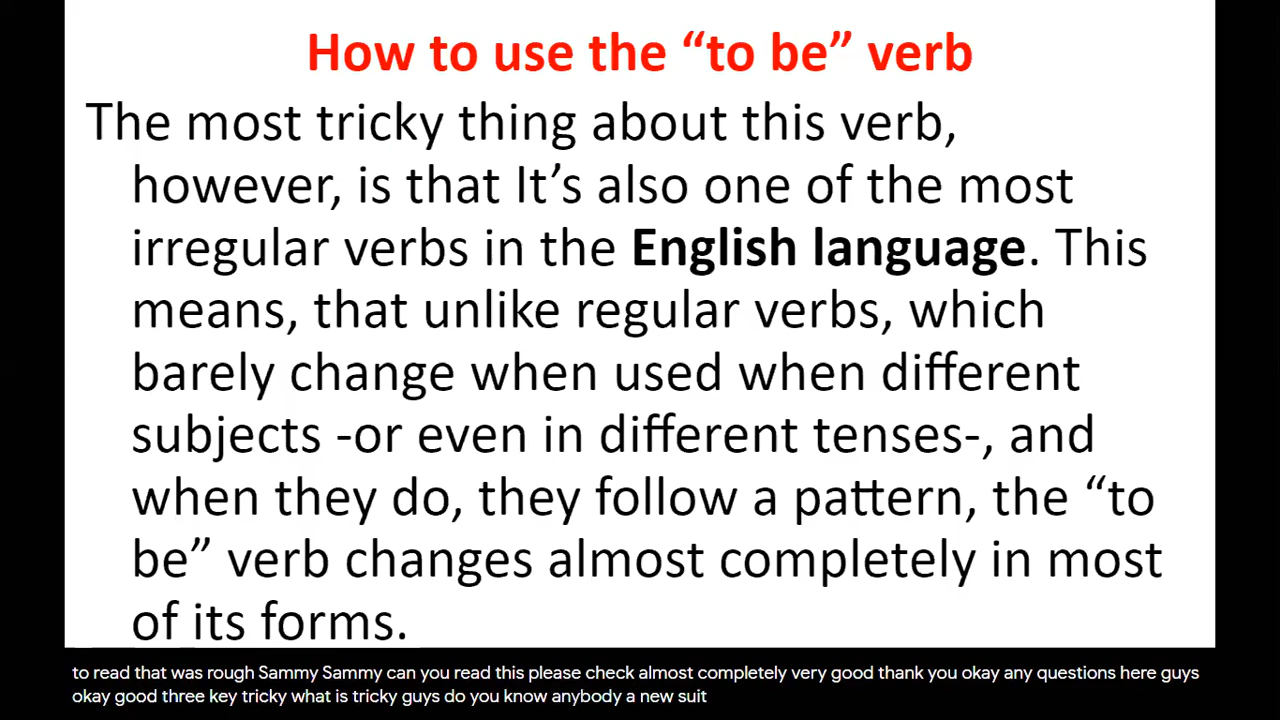 How to use the “to be” verb
The most tricky thing about this verb,
however, is that It’s also one of the most
irregular verbs in the English language. This
means, that unlike regular verbs, which
barely change when used when different
subjects -or even in different tenses-, and
when they do, they follow a pattern, the “to
be” verb changes almost completely in most
of its forms.
to read that was rough Sammy Sammy can you read this please check almost completely very good thank you okay any questions here guys
okay good three key tricky what is tricky guys do you know anybody a new suit